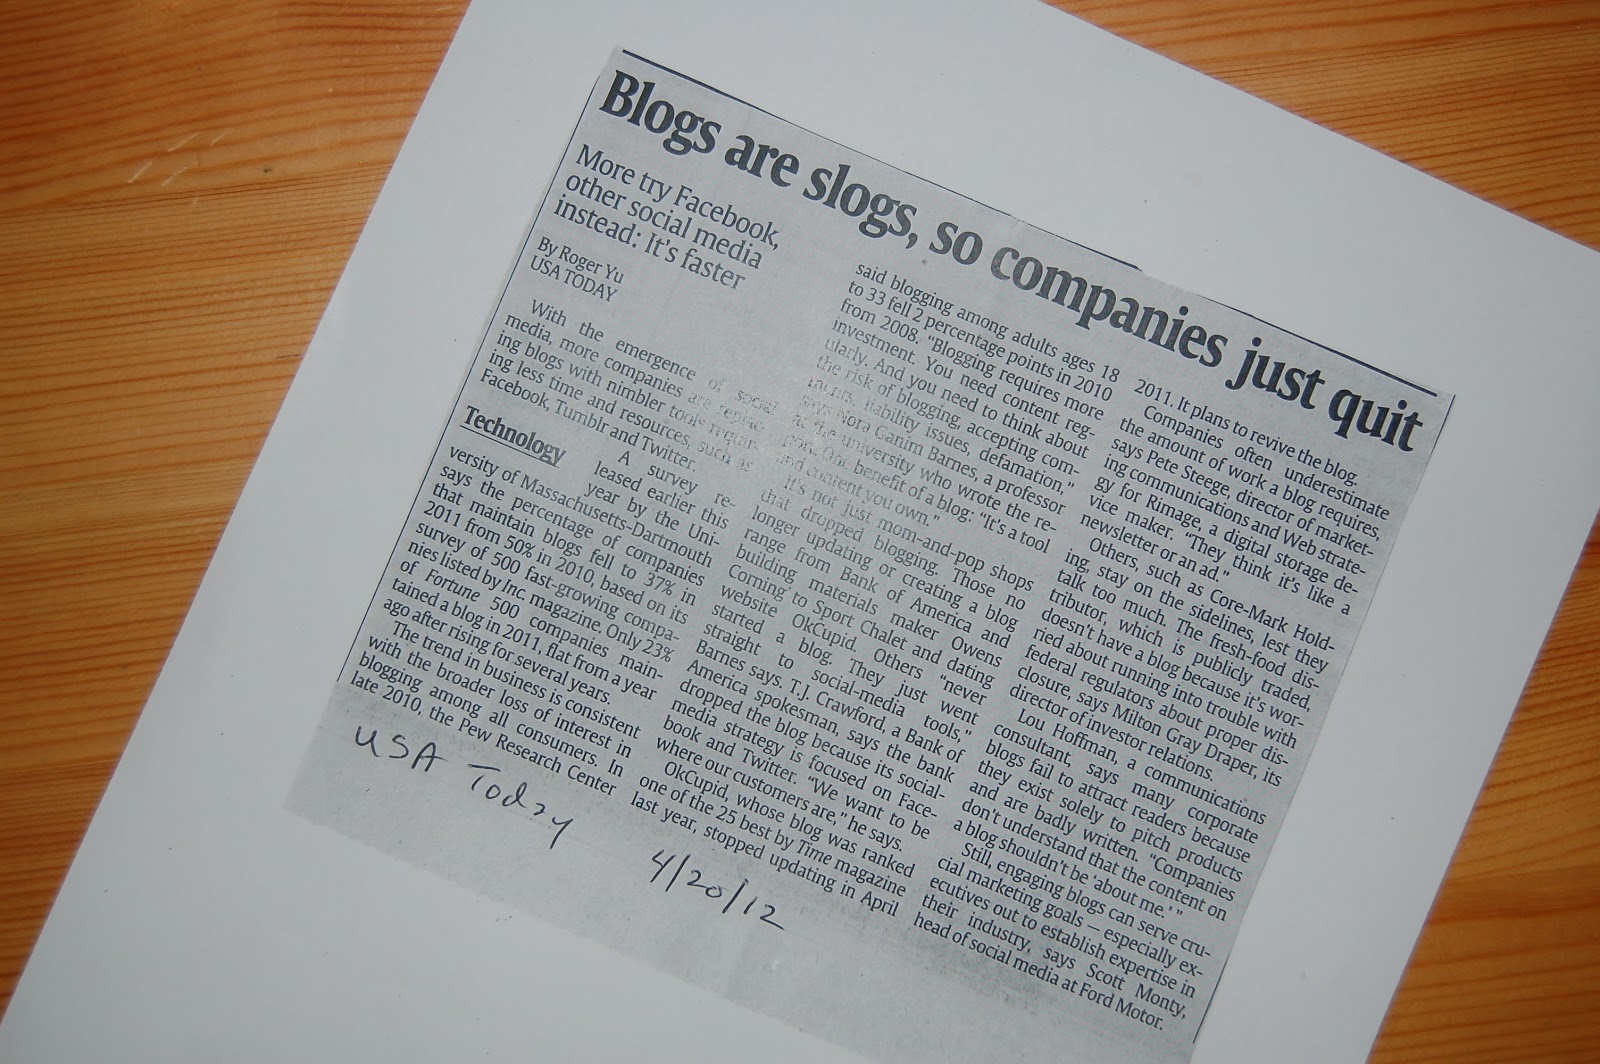 Blogs are slogs, so companies just quit
More try Facebook,
other social media
instead: It's faster
By Roger Yu
USA TODAY
With the emergence of social
media, more companies are replac-
ing blogs with nimbler tools requir-
ing less time and resources, such as
Facebook, Tumblr and Twitter.
Technology
A survey re-
leased earlier this
year by the Uni-
versity of Massachusetts-Dartmouth
says the percentage of companies
that maintain blogs fell to 37% in
2011 from 50% in 2010, based on its
survey of 500 fast-growing compa-
nies listed by Inc. magazine. Only 23%
of Fortune 500 companies main-
tained a blog in 2011, flat from a year
ago after rising for several years.
The trend in business is consistent
with the broader loss of interest in
blogging among all consumers. In
late 2010, the Pew Research Center
said blogging among adults ages 18
to 33 fell 2 percentage points in 2010
from 2008. "Blogging requires more
investment. You need content reg-
ularly. And you need to think about
the risk of blogging, accepting com-
ments, liability issues, defamation,"
says Nora Ganim Barnes, a professor
at the university who wrote the re-
port. The benefit of a blog: "It's a tool
and content you own."
It's not just mom-and-pop shops
that dropped blogging. Those no
longer updating or creating a blog
range from Bank of America and
building materials maker Owens
Corning to Sport Chalet and dating
website OkCupid. Others "never
started a blog. They just went
straight to social-media tools,"
Barnes says. T.J. Crawford, a Bank of
America spokesman, says the bank
dropped the blog because its social-
media strategy is focused on Face-
book and Twitter. "We want to be
where our customers are," he says.
OkCupid, whose blog was ranked
one of the 25 best by Time magazine
last year, stopped updating in April
2011. It plans to revive the blog.
Companies often underestimate
the amount of work a blog requires,
says Pete Steege, director of market-
ing communications and Web strate-
gy for Rimage, a digital storage de-
vice maker. "They think it's like a
newsletter or an ad."
Others, such as Core-Mark Hold-
ing, stay on the sidelines, lest they
talk too much. The fresh-food dis-
tributor, which is publicly traded,
doesn't have a blog because it's wor-
ried about running into trouble with
federal regulators about proper dis-
closure, says Milton Gray Draper, its
director of investor relations.
Lou Hoffman, a communications
consultant, says many corporate
blogs fail to attract readers because
they exist solely to pitch products
and are badly written. "Companies
don't understand that the content on
a blog shouldn't be 'about me.' "
Still, engaging blogs can serve cru-
cial marketing goals — especially ex-
ecutives out to establish expertise in
their industry, says Scott Monty,
head of social media at Ford Motor.
USA Today 4/20/12